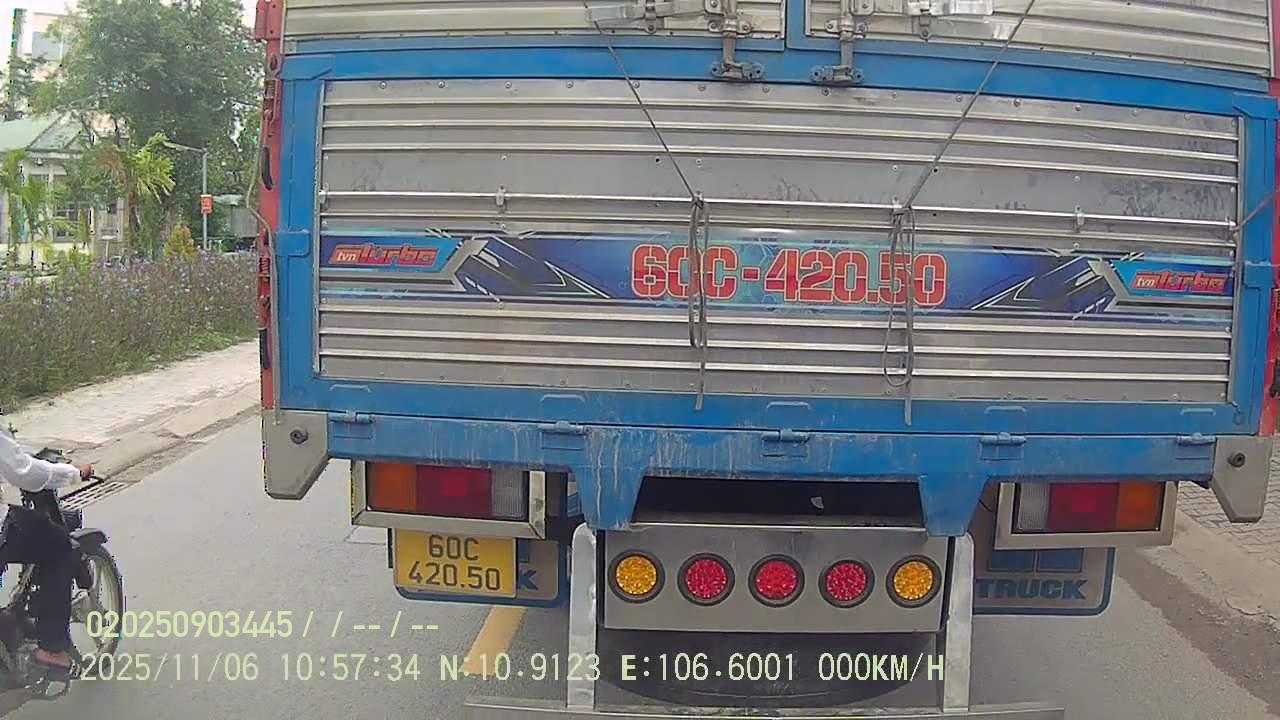 tvn turbo
60C-420.50
tvn turbo
60C
420.50
K
TRUCK
020250903445 / / -- / --
2025/11/06 10:57:34 N:10.9123 E:106.6001 000KM/H